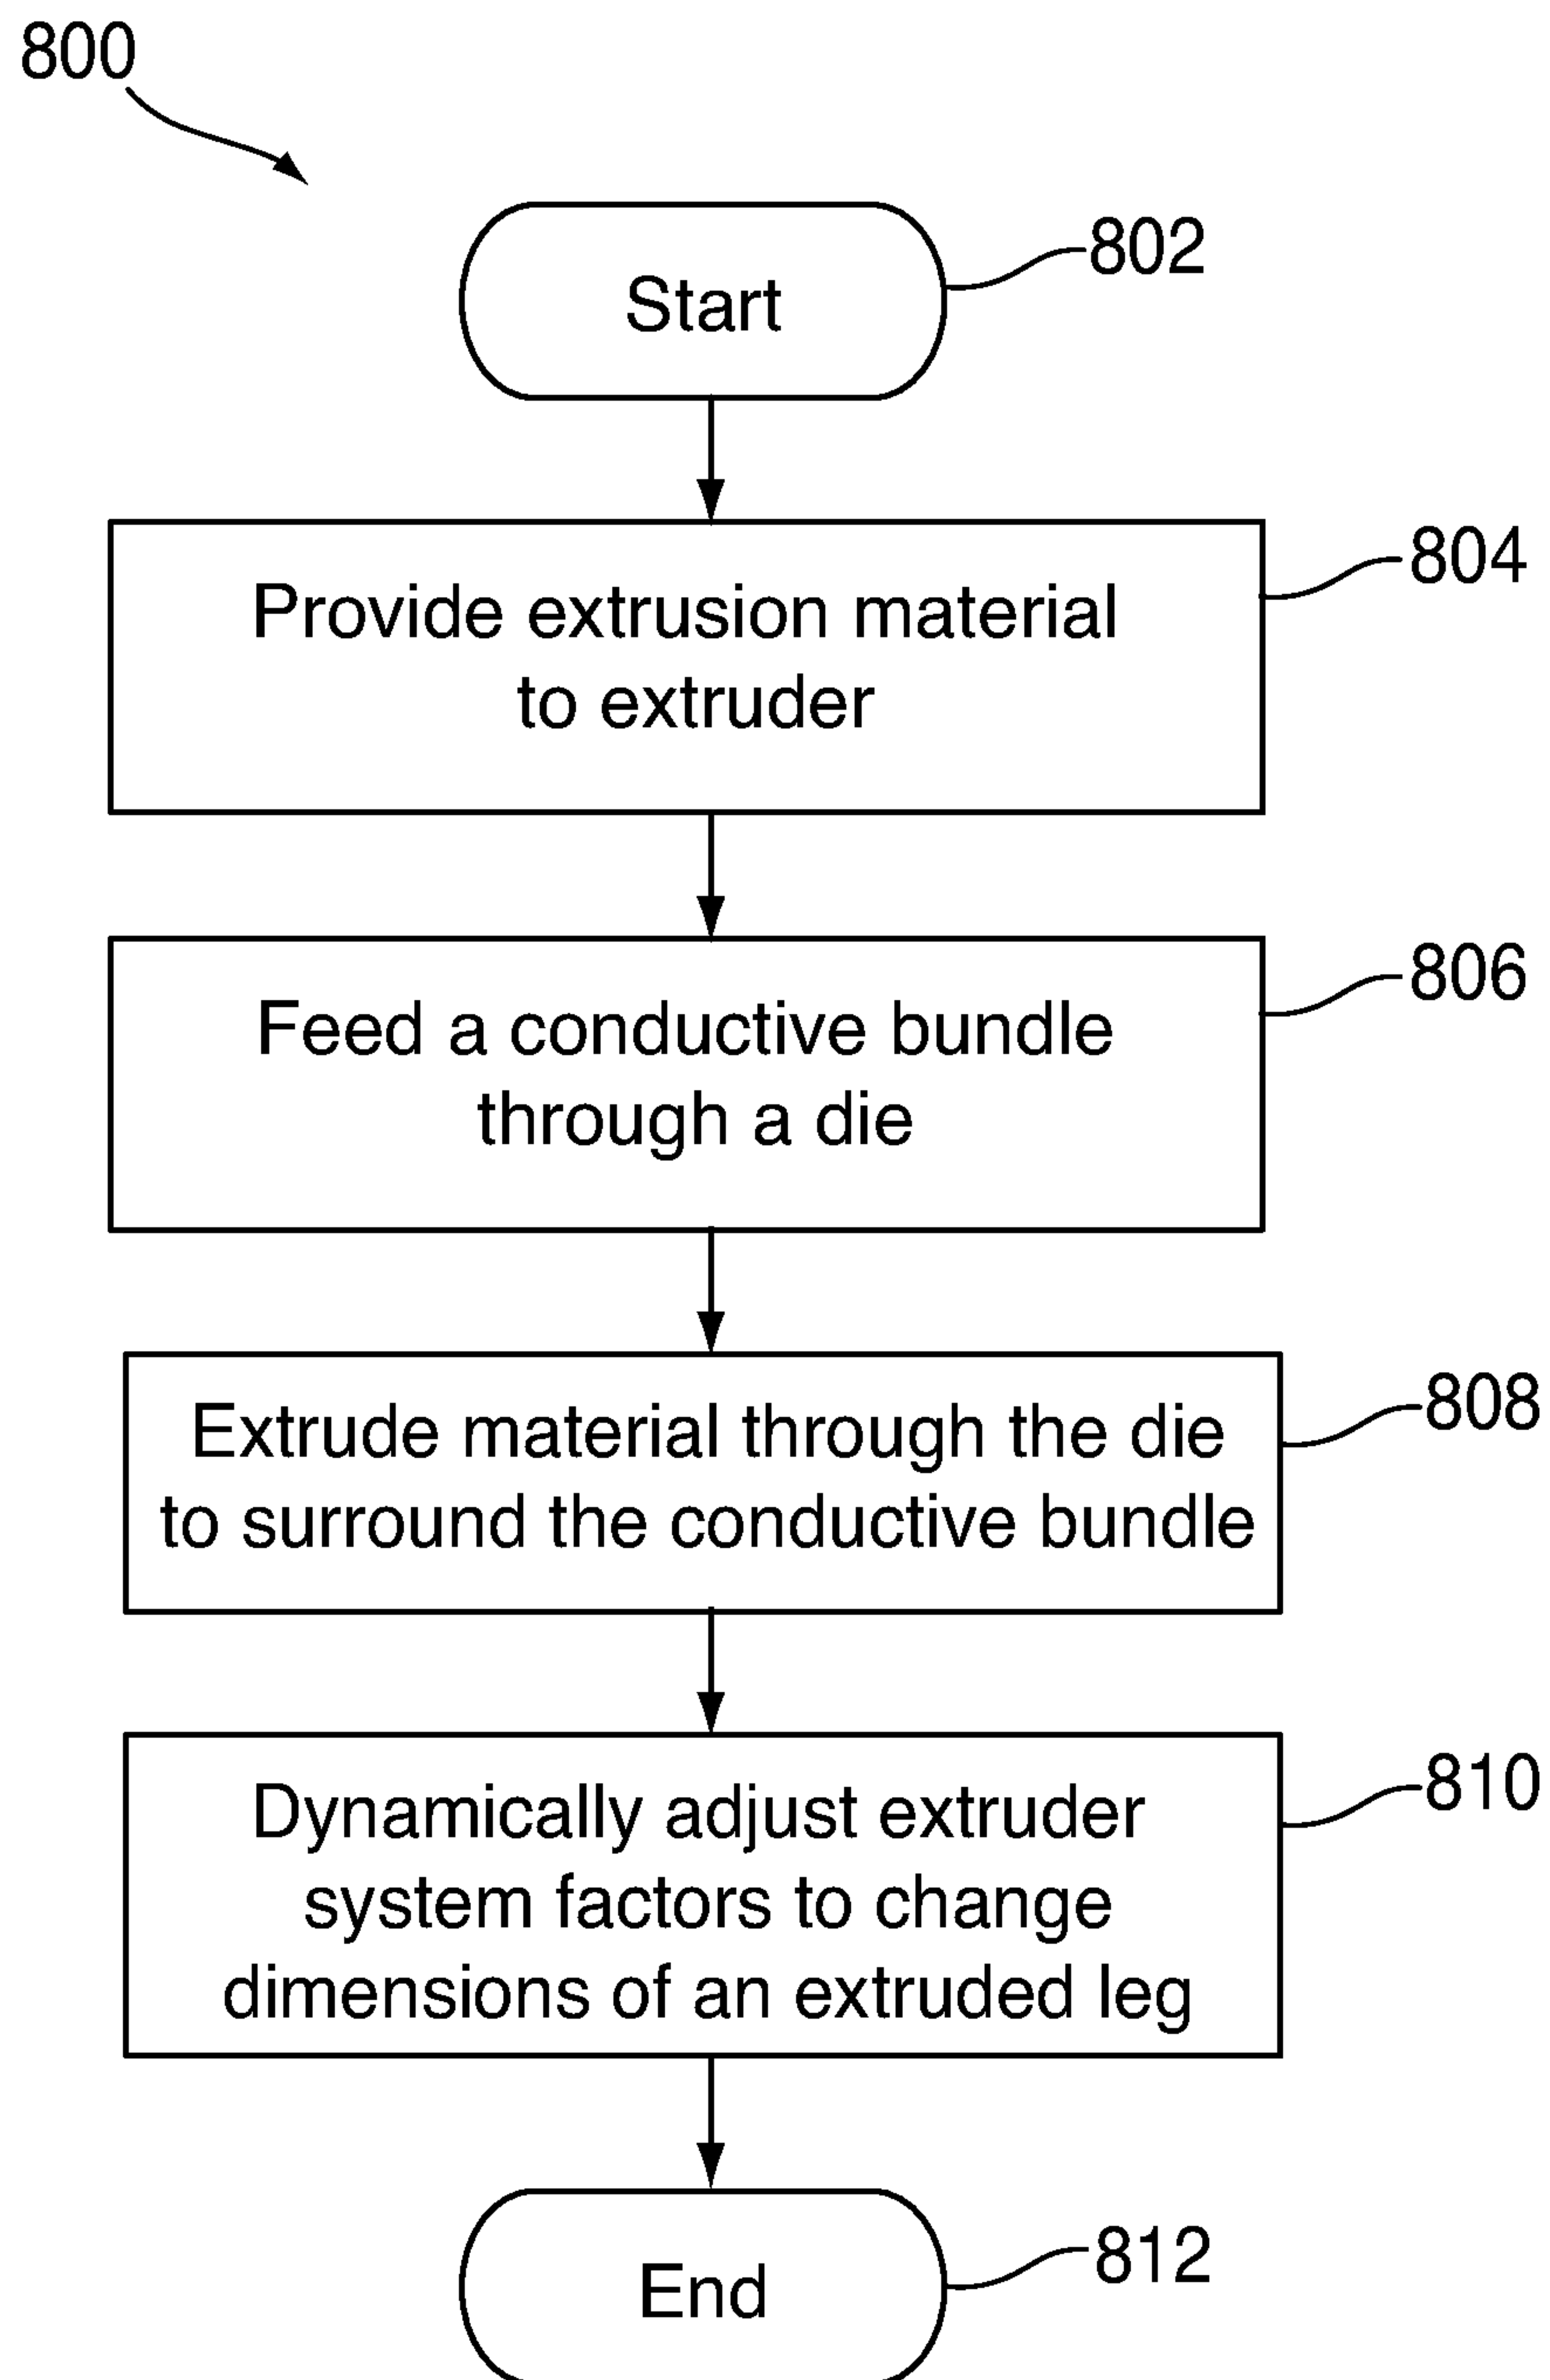 800
Start
802
Provide extrusion material
to extruder
804
Feed a conductive bundle
through a die
806
Extrude material through the die
to surround the conductive bundle
808
Dynamically adjust extruder
system factors to change
dimensions of an extruded leg
810
End
812